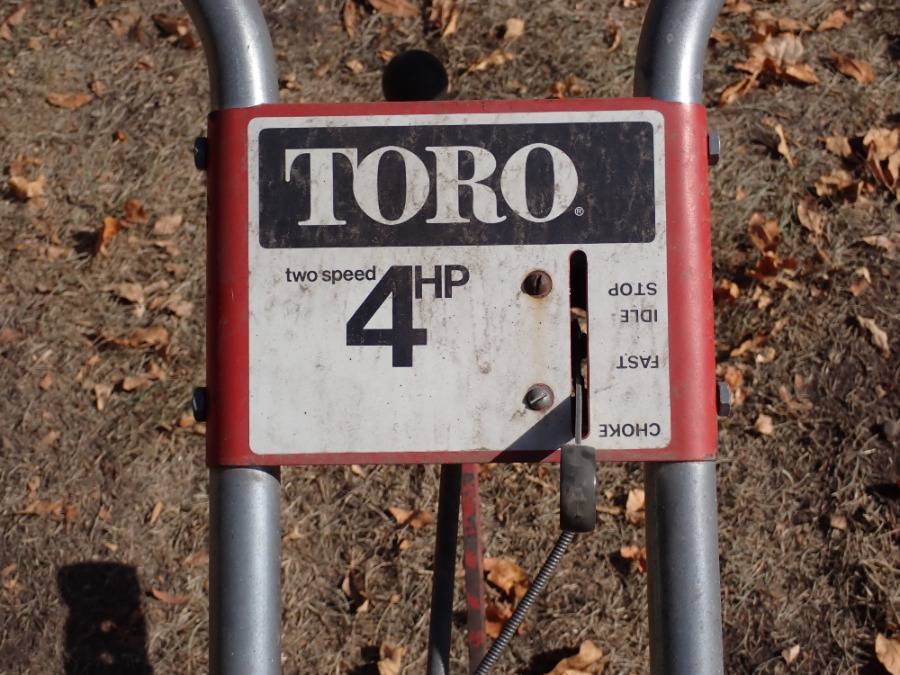 TORO®
two speed 4HP
STOP
IDLE
FAST
CHOKE